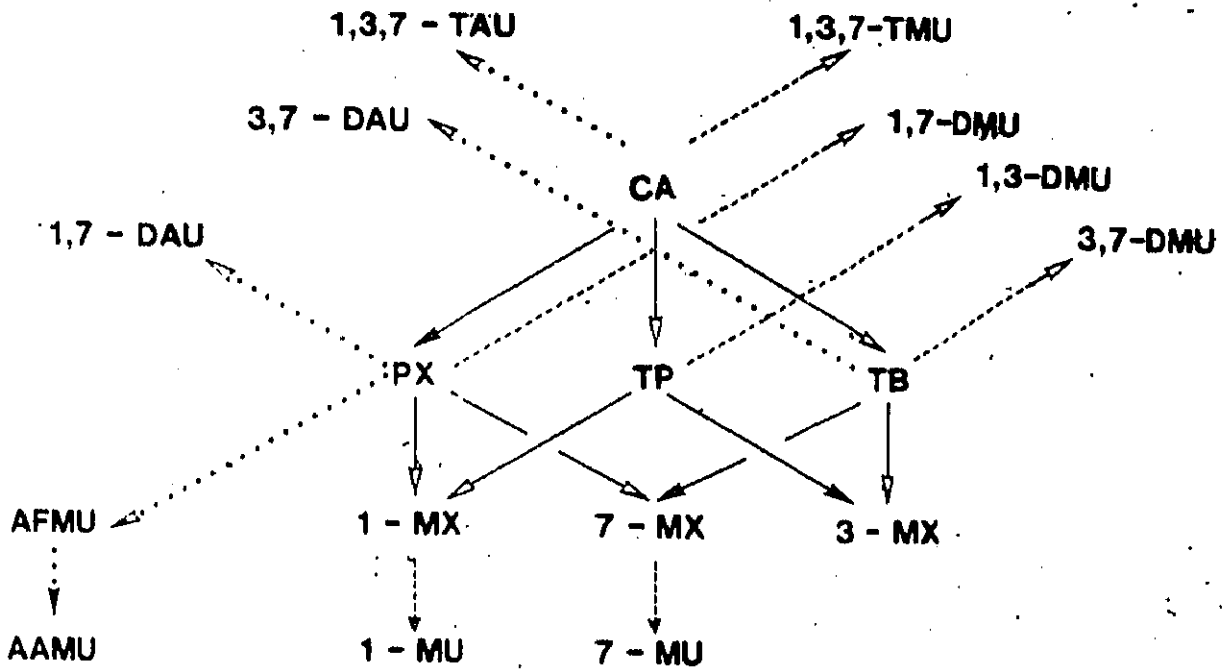 1,3,7 - TAU
1,3,7-TMU
3,7 - DAU
1,7-DMU
CA
1,3-DMU
1,7 - DAU
3,7-DMU
PX
TP
TB
AFMU
1 - MX
7 - MX
3 - MX
AAMU
1 - MU
7 - MU